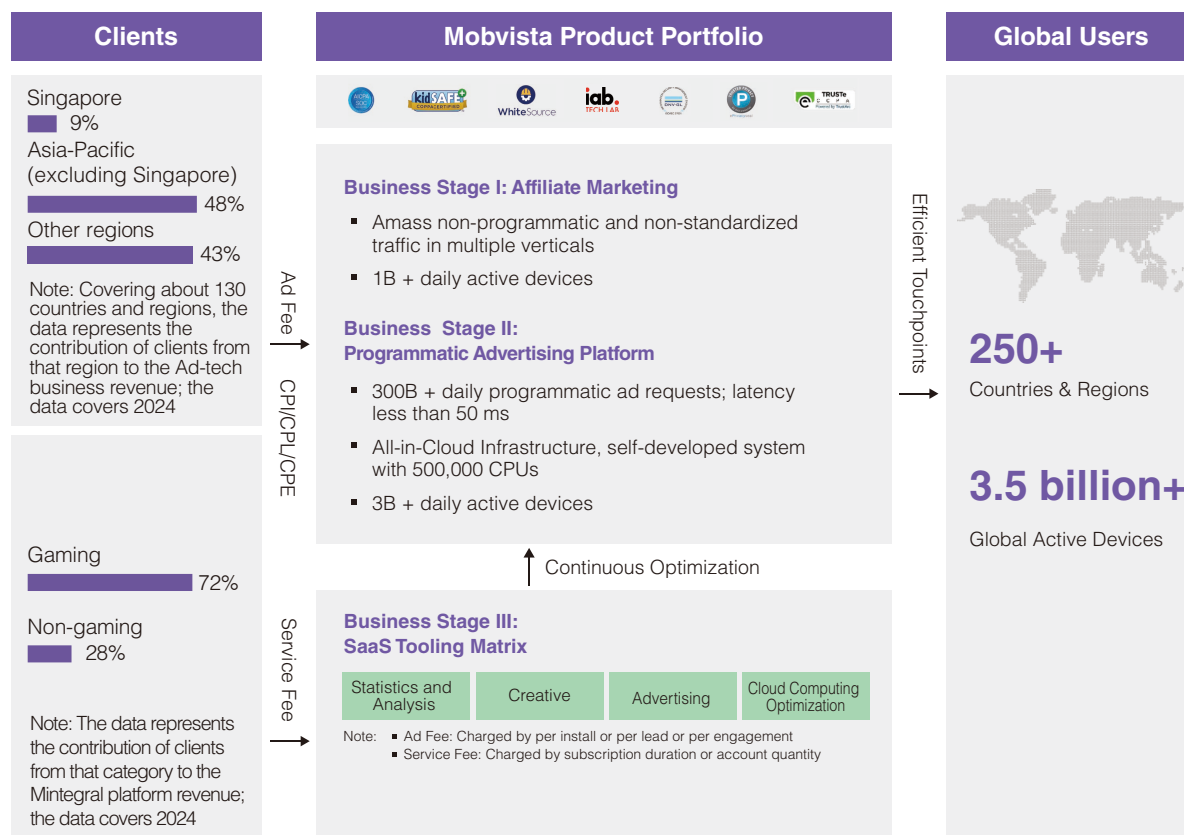 Clients
Singapore
9%
Asia-Pacific
(excluding Singapore)
48%
Other regions
43%
Note: Covering about 130
countries and regions, the
data represents the
contribution of clients from
that region to the Ad-tech
business revenue; the
data covers 2024
Gaming
72%
Non-gaming
28%
Note: The data represents
the contribution of clients
from that category to the
Mintegral platform revenue;
the data covers 2024
Ad Fee
CPI/CPL/CPE
Service Fee
Mobvista Product Portfolio
AICPA
SOC
kidSAFE
COPPA CERTIFIED
WhiteSource
iab.
TECH LAB
DNV·GL
P
TRUSTe
Business Stage I: Affiliate Marketing
▪ Amass non-programmatic and non-standardized
traffic in multiple verticals
▪ 1B + daily active devices
Business Stage II:
Programmatic Advertising Platform
▪ 300B + daily programmatic ad requests; latency
less than 50 ms
▪ All-in-Cloud Infrastructure, self-developed system
with 500,000 CPUs
▪ 3B + daily active devices
Continuous Optimization
Business Stage III:
SaaS Tooling Matrix
Statistics and
Analysis
Creative
Advertising
Cloud Computing
Optimization
Note: ▪ Ad Fee: Charged by per install or per lead or per engagement
▪ Service Fee: Charged by subscription duration or account quantity
Efficient Touchpoints
Global Users
250+
Countries & Regions
3.5 billion+
Global Active Devices